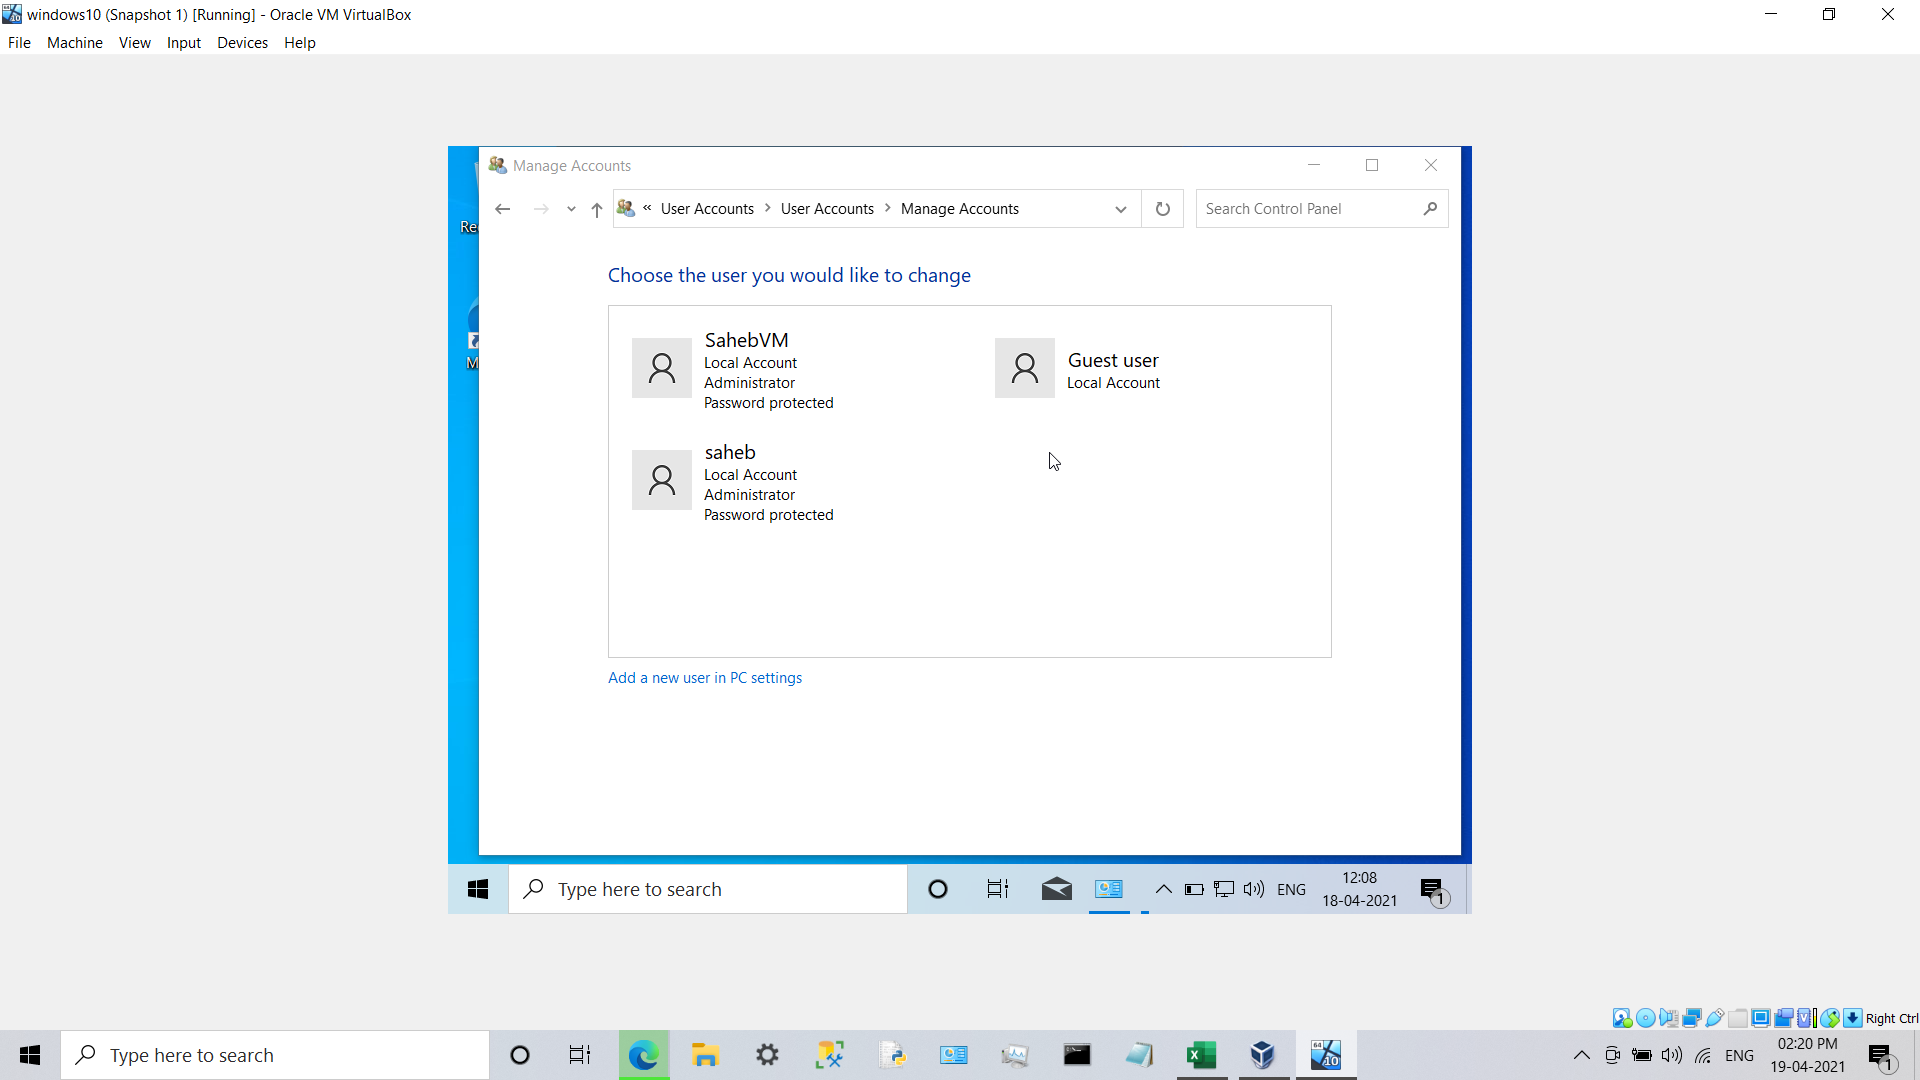 windows10 (Snapshot 1) [Running] - Oracle VM VirtualBox
File Machine View Input Devices Help
Manage Accounts
« User Accounts > User Accounts > Manage Accounts
Search Control Panel
Choose the user you would like to change
SahebVM
Local Account
Administrator
Password protected
Guest user
Local Account
saheb
Local Account
Administrator
Password protected
Add a new user in PC settings
Type here to search
ENG
12:08
18-04-2021
1
Right Ctrl
Type here to search
ENG
02:20 PM
19-04-2021
1